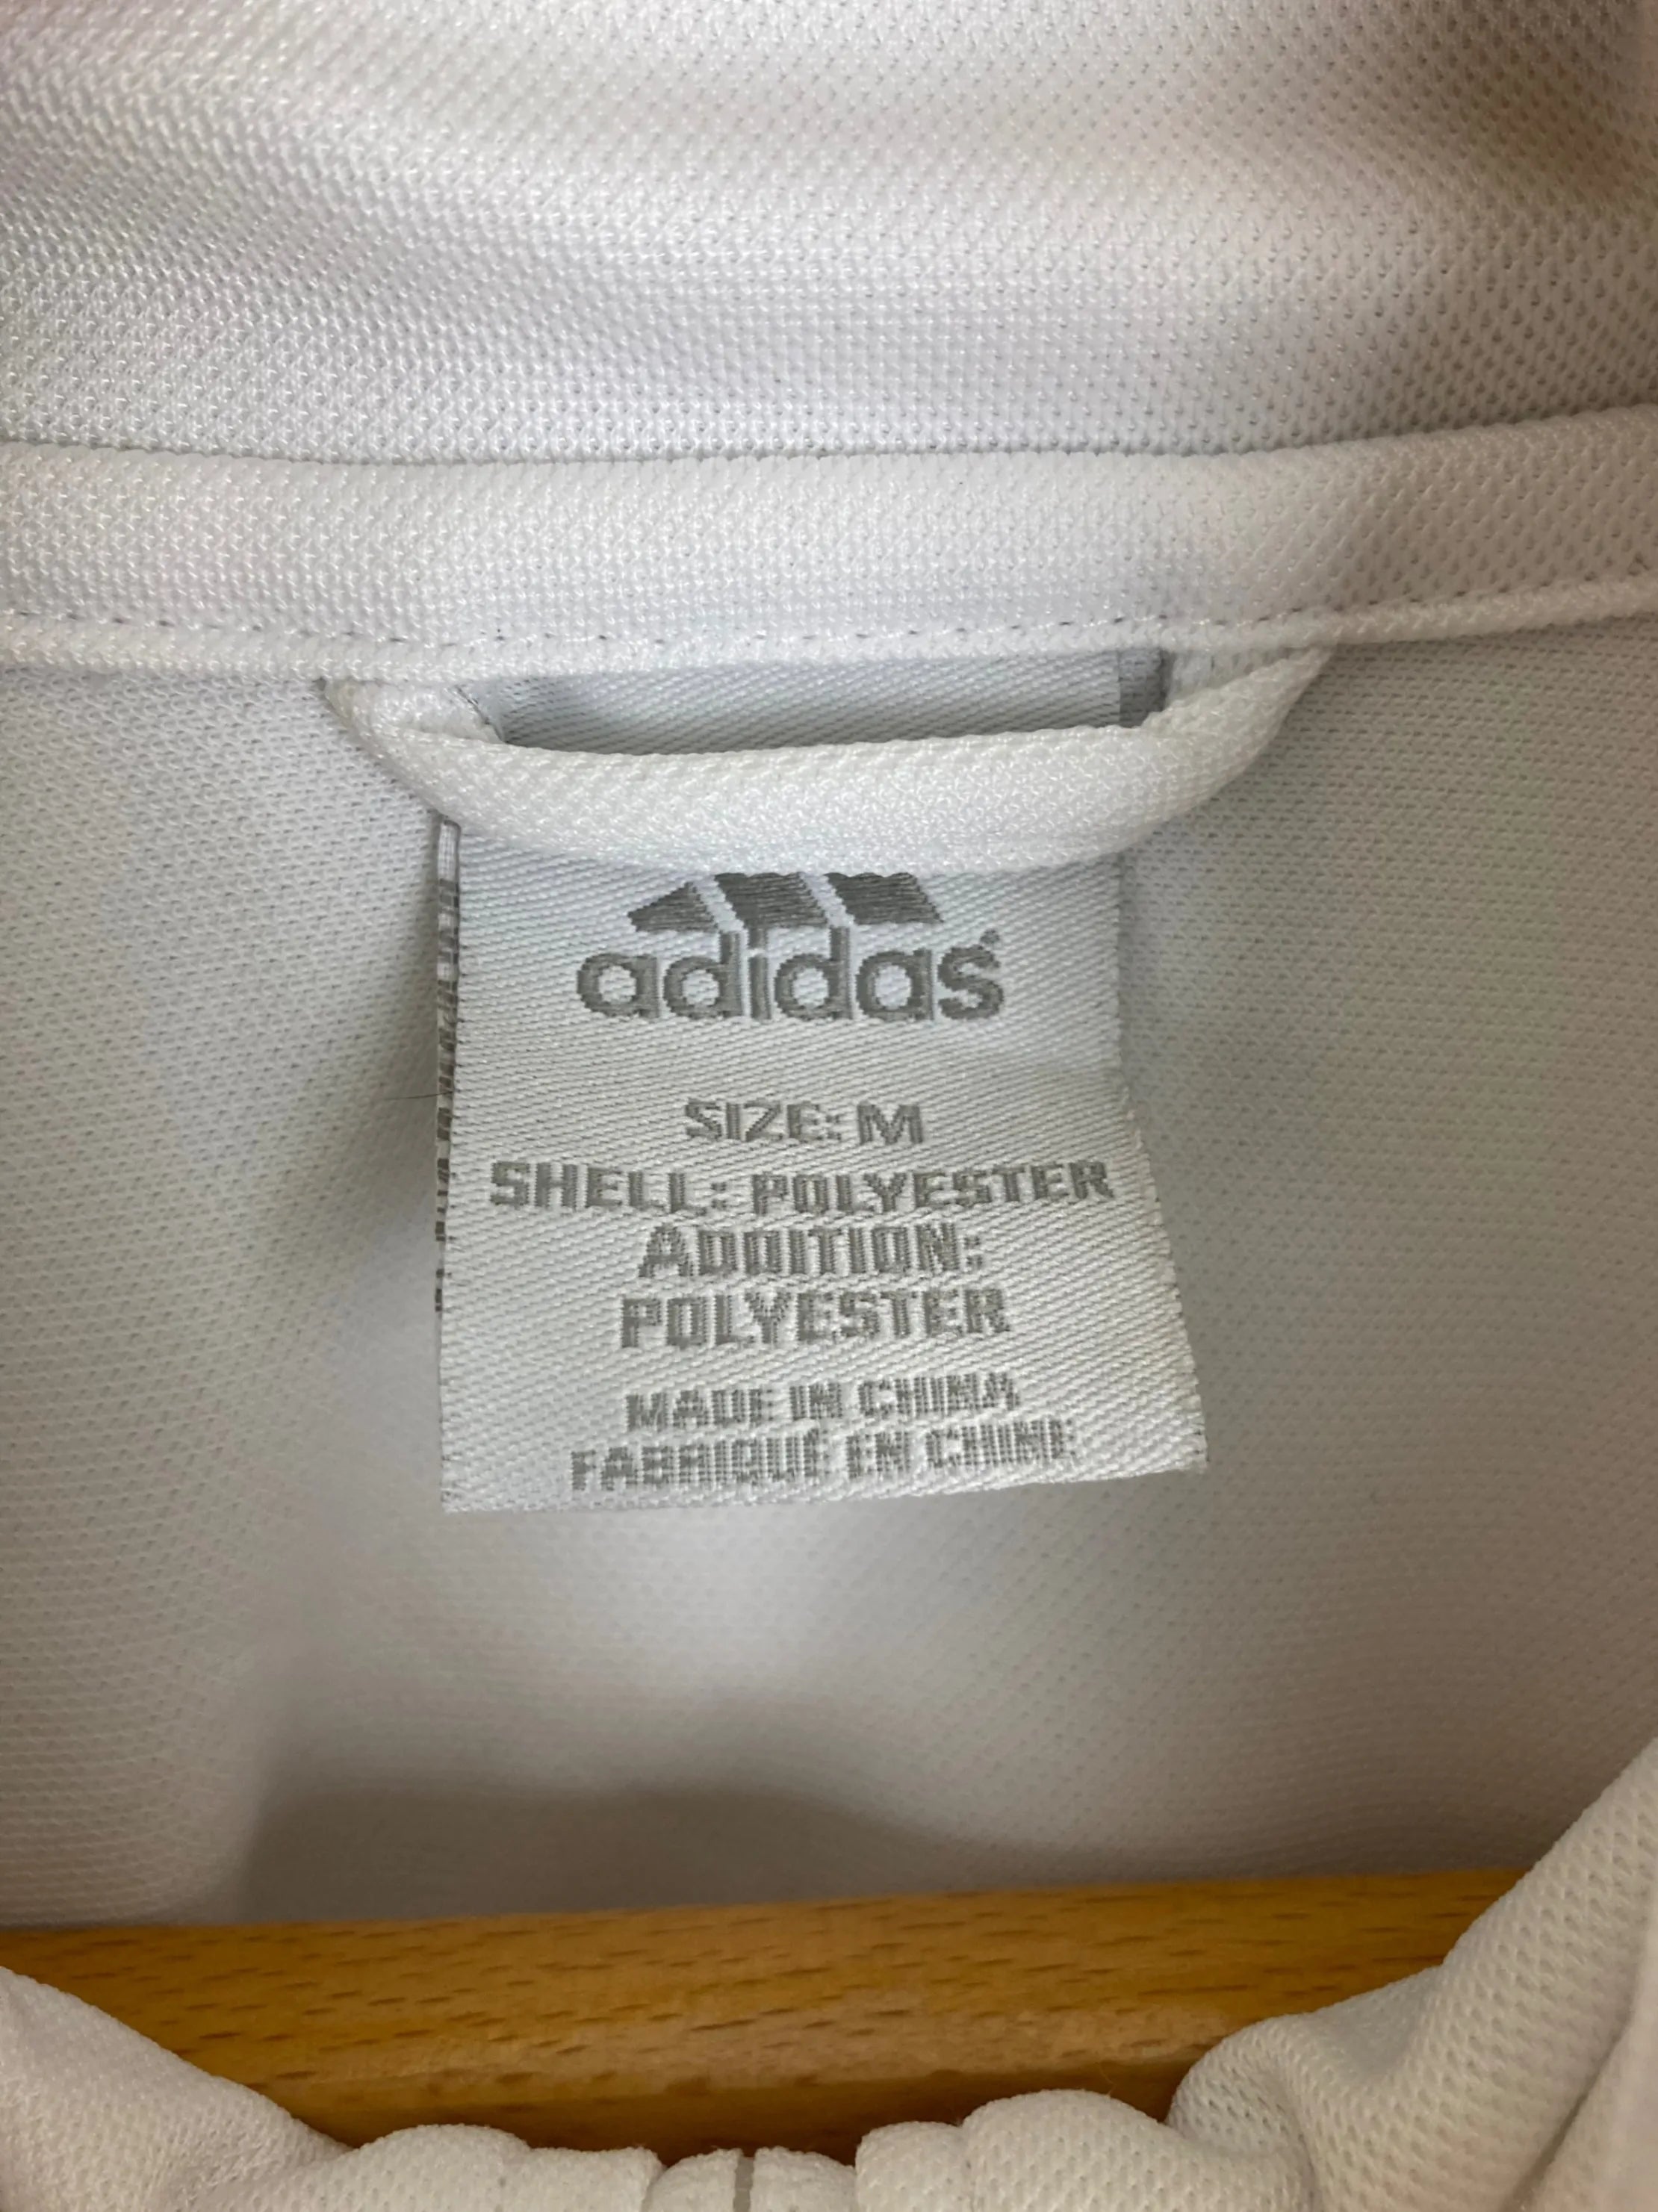 adidas
SIZE: M
SHELL: POLYESTER
ADDITION:
POLYESTER
MADE IN CHINA
FABRIQUÉ EN CHINE